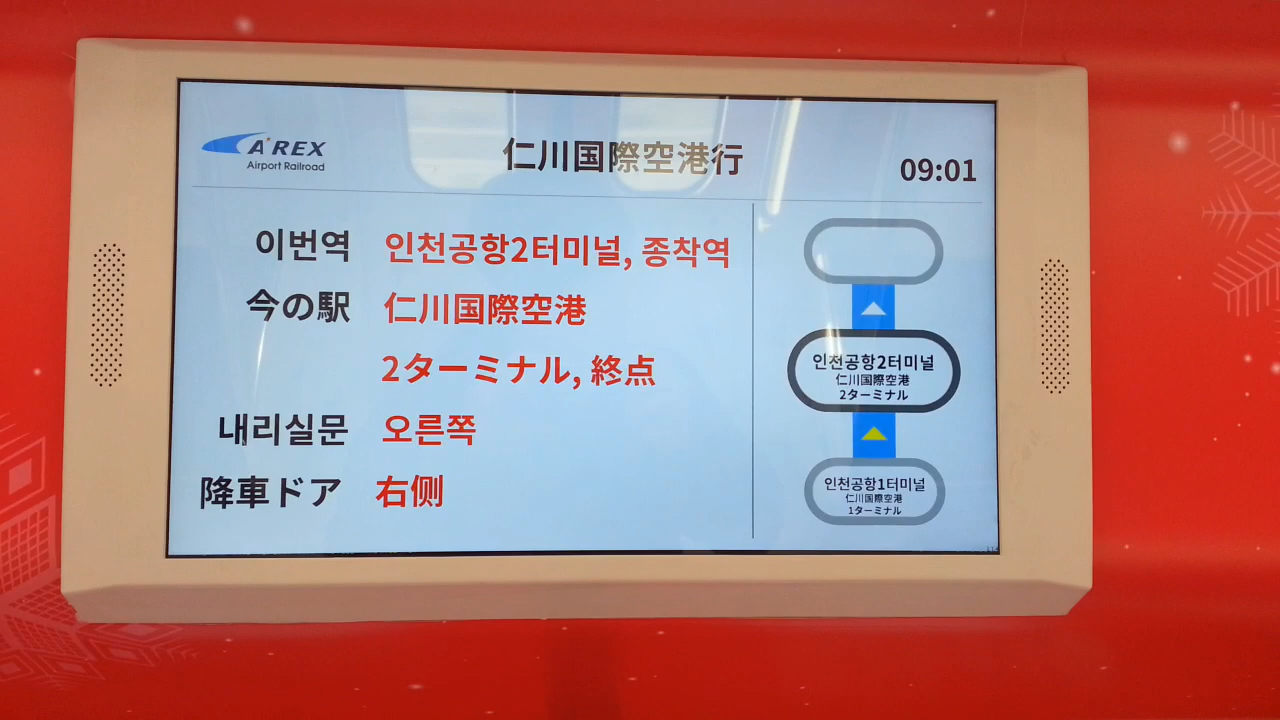 A'REX
Airport Railroad
仁川国際空港行
09:01
이번역 인천공항2터미널, 종착역
今の駅 仁川国際空港
2ターミナル, 終点
내리실문 오른쪽
降車ドア 右側
인천공항2터미널
仁川国際空港
2ターミナル
인천공항1터미널
仁川国際空港
1ターミナル